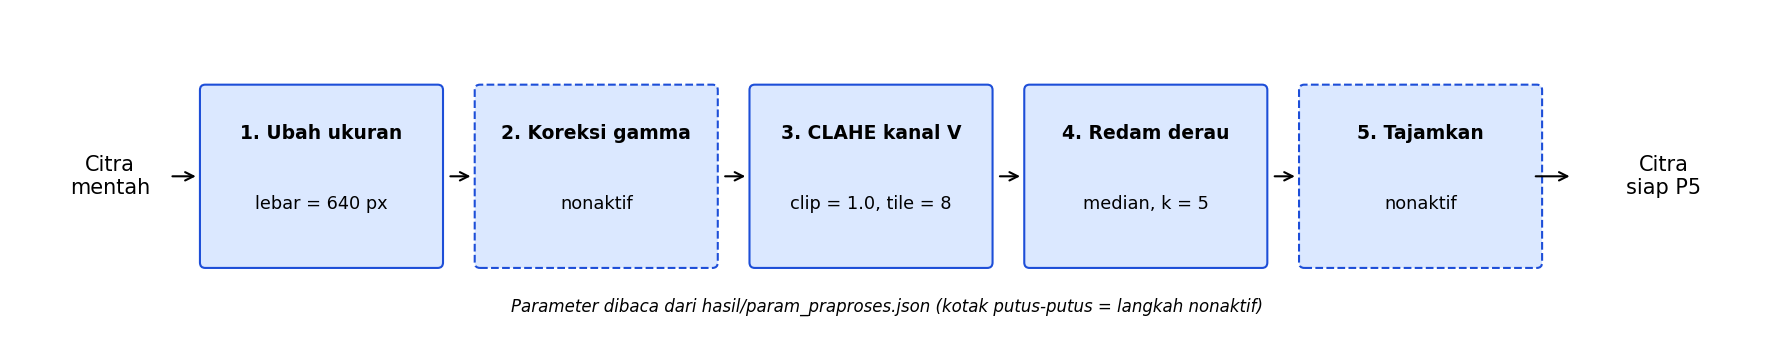 Citra
mentah
1. Ubah ukuran
lebar = 640 px
2. Koreksi gamma
nonaktif
3. CLAHE kanal V
clip = 1.0, tile = 8
4. Redam derau
median, k = 5
5. Tajamkan
nonaktif
Citra
siap P5
Parameter dibaca dari hasil/param_praproses.json (kotak putus-putus = langkah nonaktif)